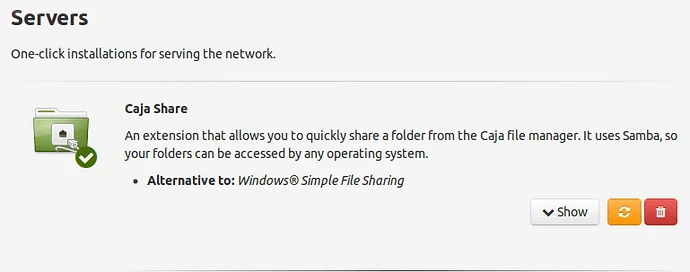 Servers
One-click installations for serving the network.
Caja Share
An extension that allows you to quickly share a folder from the Caja file manager. It uses Samba, so
your folders can be accessed by any operating system.
• Alternative to: Windows® Simple File Sharing
Show